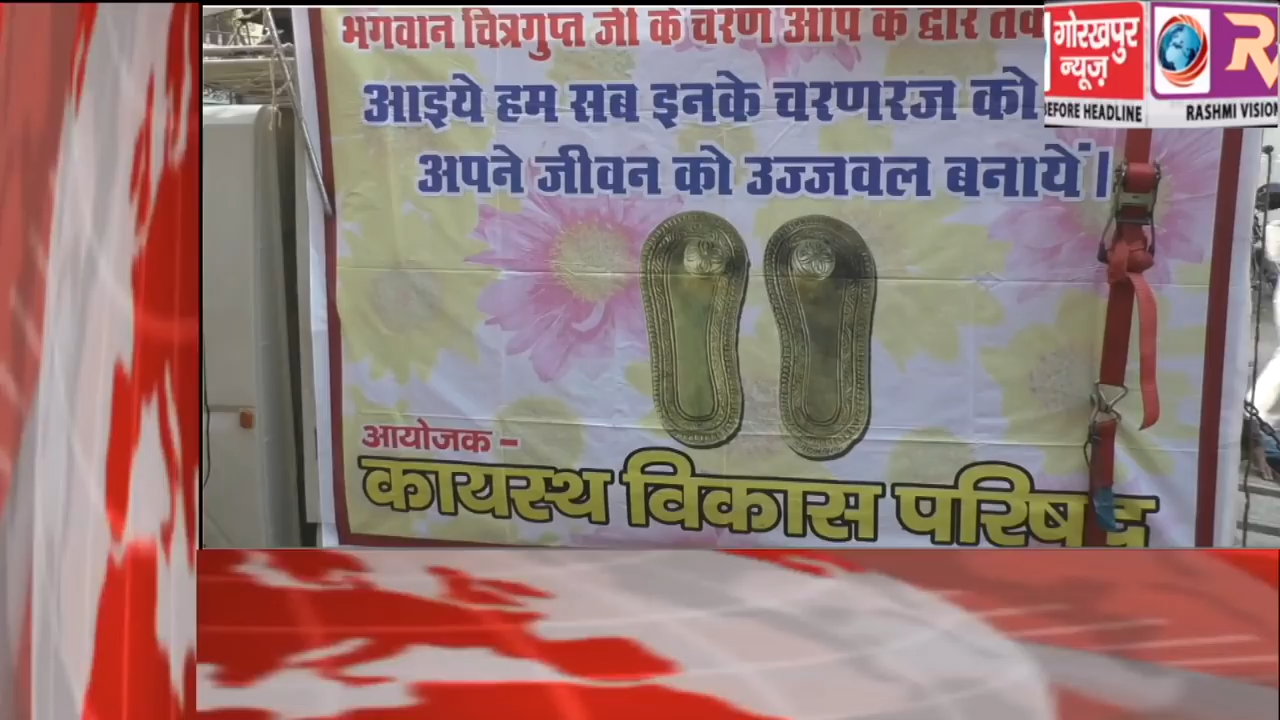 भगवान चित्रगुप्त जी के चरण आप के द्वार तक
आइये हम सब इनके चरणरज को
अपने जीवन को उज्जवल बनायें।
आयोजक -
कायस्थ विकास परिषद
गोरखपुर
न्यूज़
BEFORE HEADLINE
R
RASHMI VISION